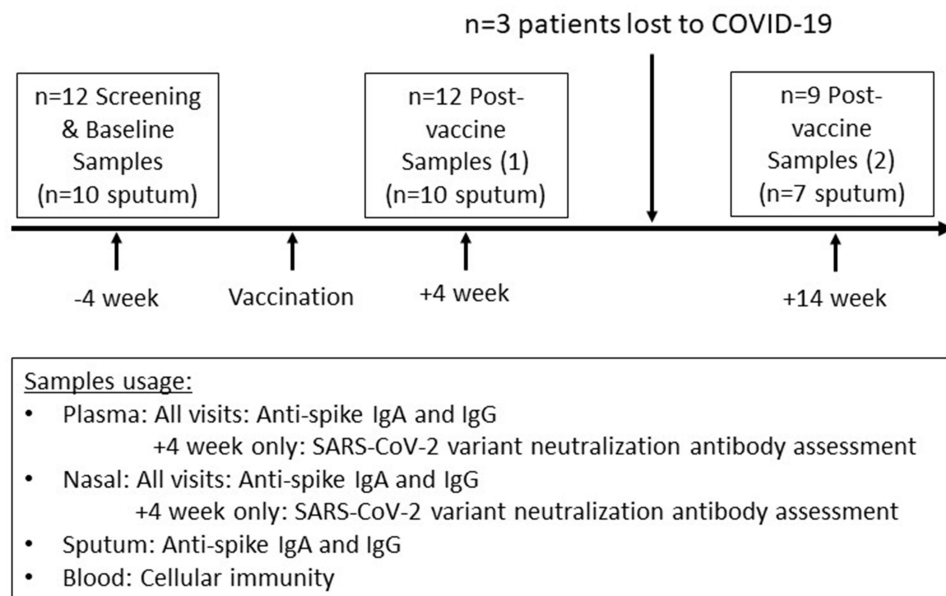 n=3 patients lost to COVID-19
n=12 Screening
& Baseline
Samples
(n=10 sputum)
n=12 Post-
vaccine
Samples (1)
(n=10 sputum)
n=9 Post-
vaccine
Samples (2)
(n=7 sputum)
-4 week
Vaccination
+4 week
+14 week
Samples usage:
• Plasma: All visits: Anti-spike IgA and IgG
+4 week only: SARS-CoV-2 variant neutralization antibody assessment
• Nasal: All visits: Anti-spike IgA and IgG
+4 week only: SARS-CoV-2 variant neutralization antibody assessment
• Sputum: Anti-spike IgA and IgG
• Blood: Cellular immunity